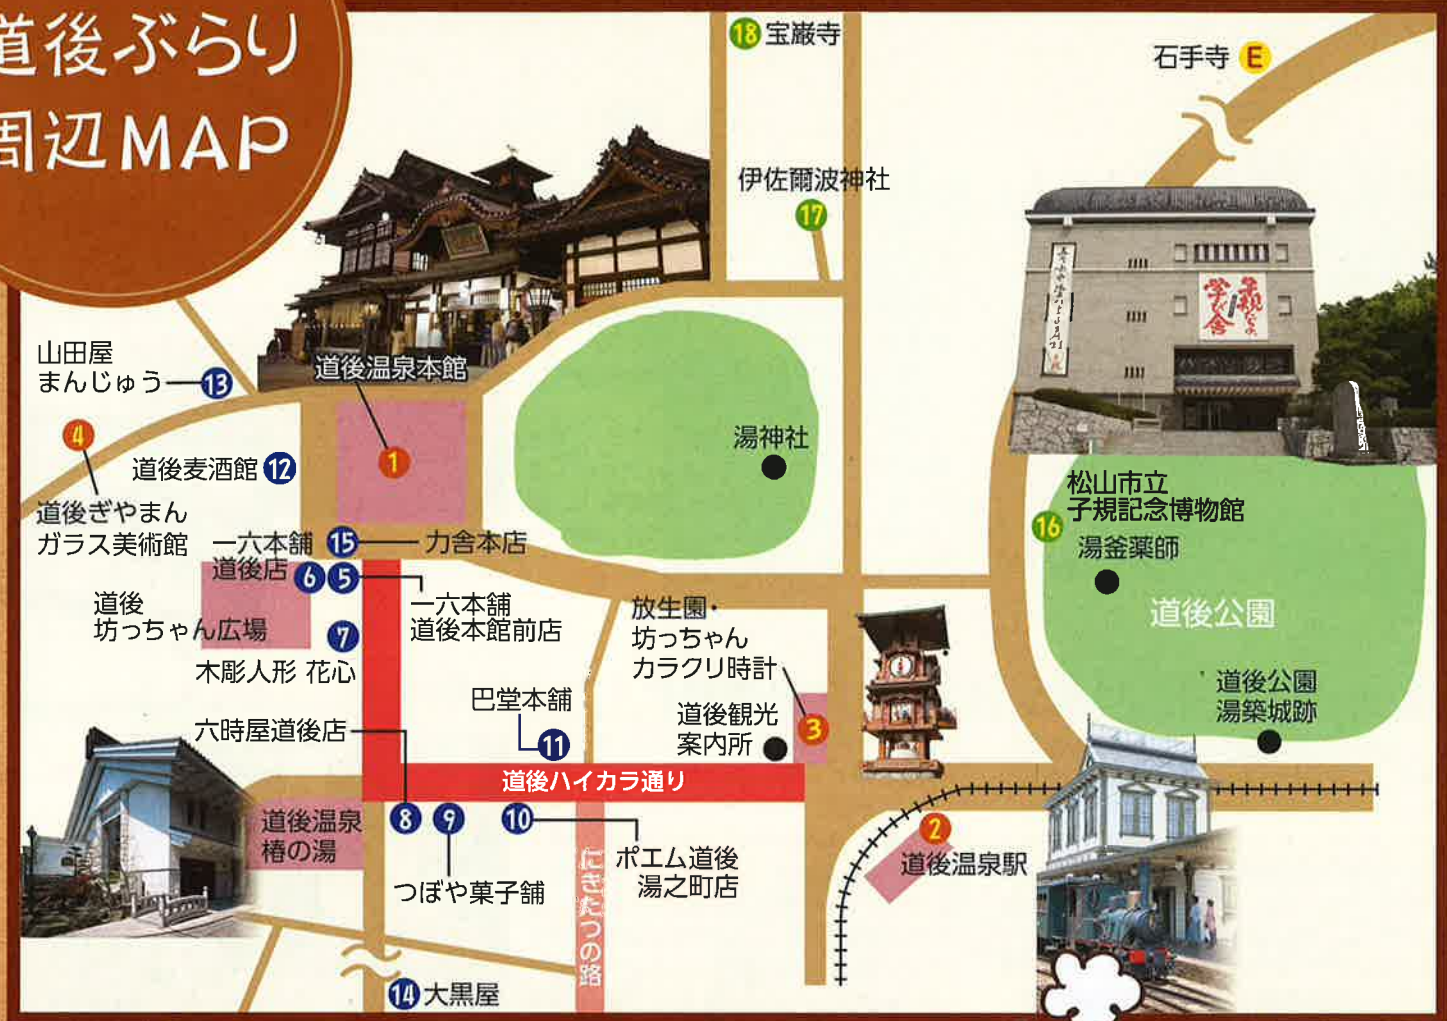 道後ぶらり
周辺MAP
18 宝厳寺
石手寺 E
伊佐爾波神社
17
山田屋
まんじゅう 13
道後温泉本館
1
4
道後ぎやまん
ガラス美術館
道後麦酒館 12
湯神社
松山市立
子規記念博物館
16
湯釜薬師
道後公園
道後公園
湯築城跡
一六本舗
道後店 6
15 力舎本店
5 一六本舗
道後本館前店
道後
坊っちゃん広場
7
木彫人形 花心
放生園・
坊っちゃん
カラクリ時計
3
道後観光
案内所
巴堂本舗
11
六時屋道後店
8
道後ハイカラ通り
道後温泉
椿の湯
9
つぼや菓子舗
10
ポエム道後
湯之町店
にきたつの路
2
道後温泉駅
14 大黒屋